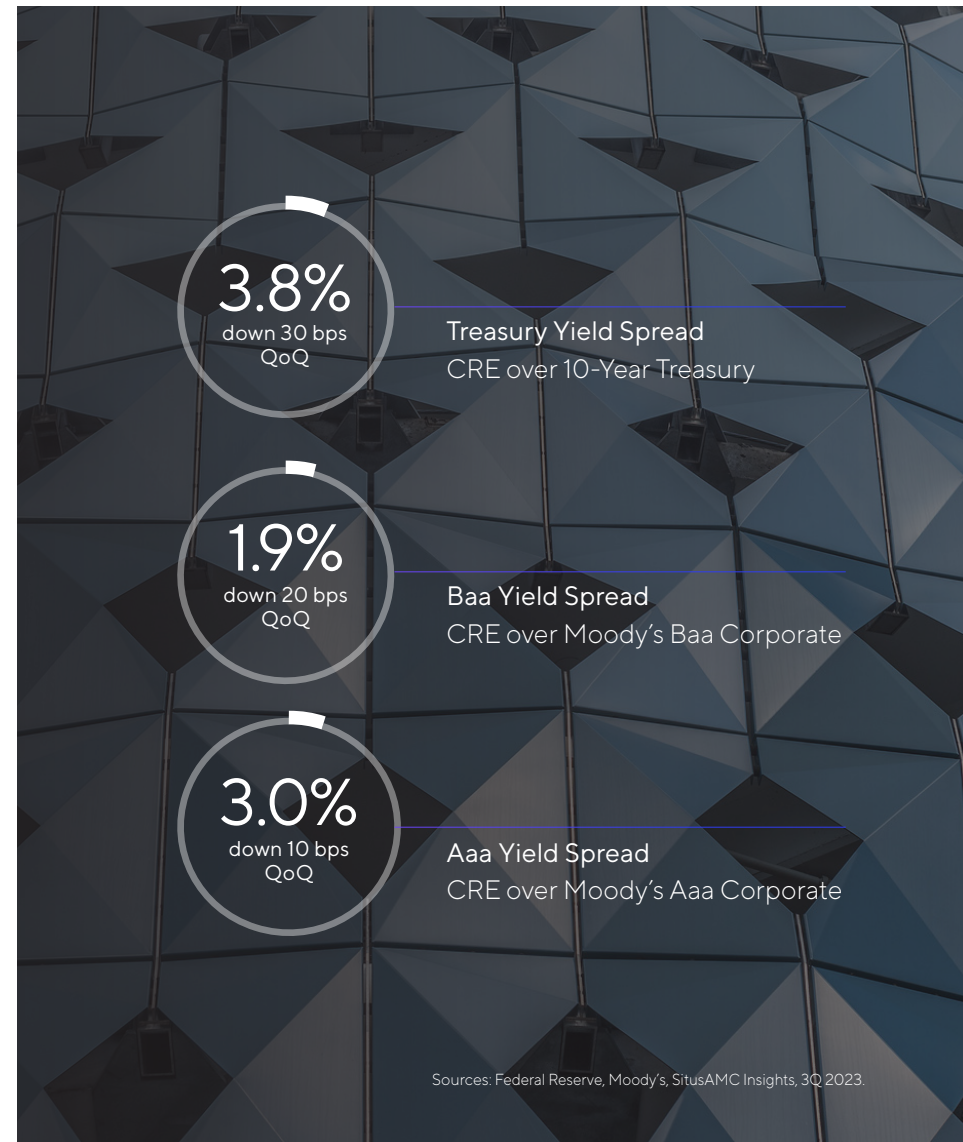 3.8%
down 30 bps
QoQ
Treasury Yield Spread
CRE over 10-Year Treasury
1.9%
down 20 bps
QoQ
Baa Yield Spread
CRE over Moody’s Baa Corporate
3.0%
down 10 bps
QoQ
Aaa Yield Spread
CRE over Moody’s Aaa Corporate
Sources: Federal Reserve, Moody’s, SitusAMC Insights, 3Q 2023.